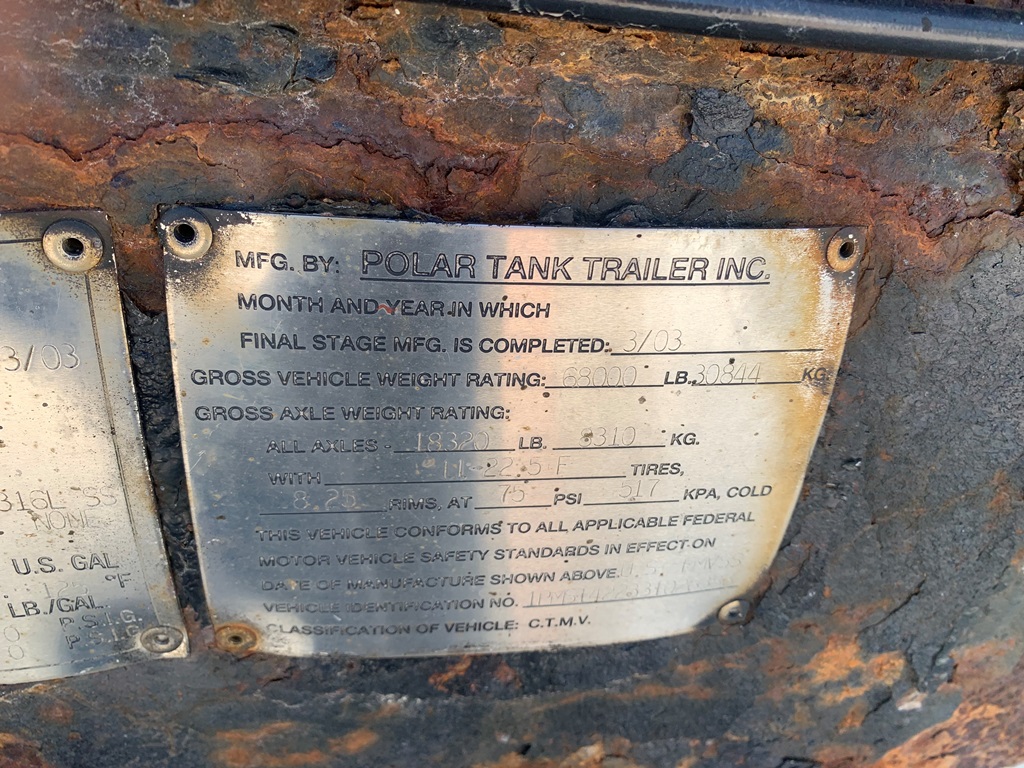 MFG. BY: POLAR TANK TRAILER INC.
MONTH AND YEAR IN WHICH
FINAL STAGE MFG. IS COMPLETED: 3/03
GROSS VEHICLE WEIGHT RATING: 68000 LB. 30844 KG.
GROSS AXLE WEIGHT RATING:
ALL AXLES - 18320 LB. 8310 KG.
WITH 11-22.5 F TIRES,
8.25 RIMS, AT 75 PSI 517 KPA, COLD
THIS VEHICLE CONFORMS TO ALL APPLICABLE FEDERAL
MOTOR VEHICLE SAFETY STANDARDS IN EFFECT ON
DATE OF MANUFACTURE SHOWN ABOVE.
VEHICLE IDENTIFICATION NO.
CLASSIFICATION OF VEHICLE: C.T.M.V.
3/03
316L SS
NONE
U.S. GAL
°F
LB./GAL.
0 P.S.I.G.
0 P.S.I.G.